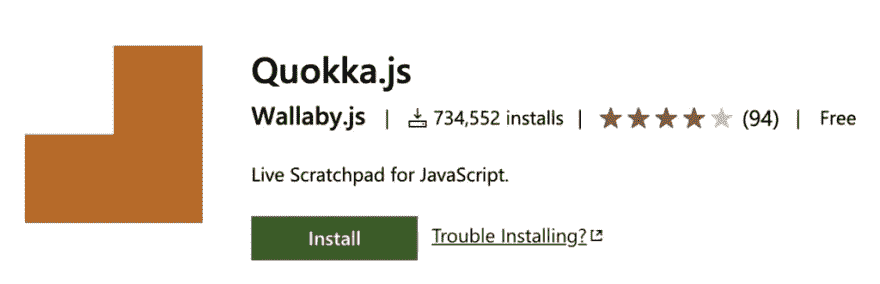 Quokka.js
Wallaby.js | 734,552 installs | (94) | Free
Live Scratchpad for JavaScript.
Install Trouble Installing?